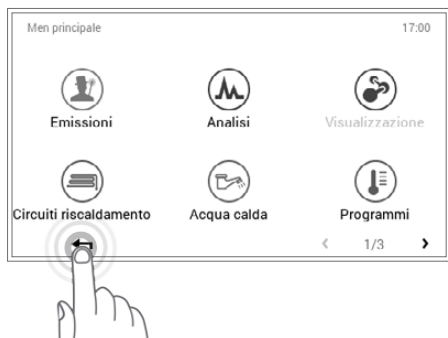 Men principale 17:00
Emissioni Analisi Visualizzazione
Circuiti riscaldamento Acqua calda Programmi
1/3